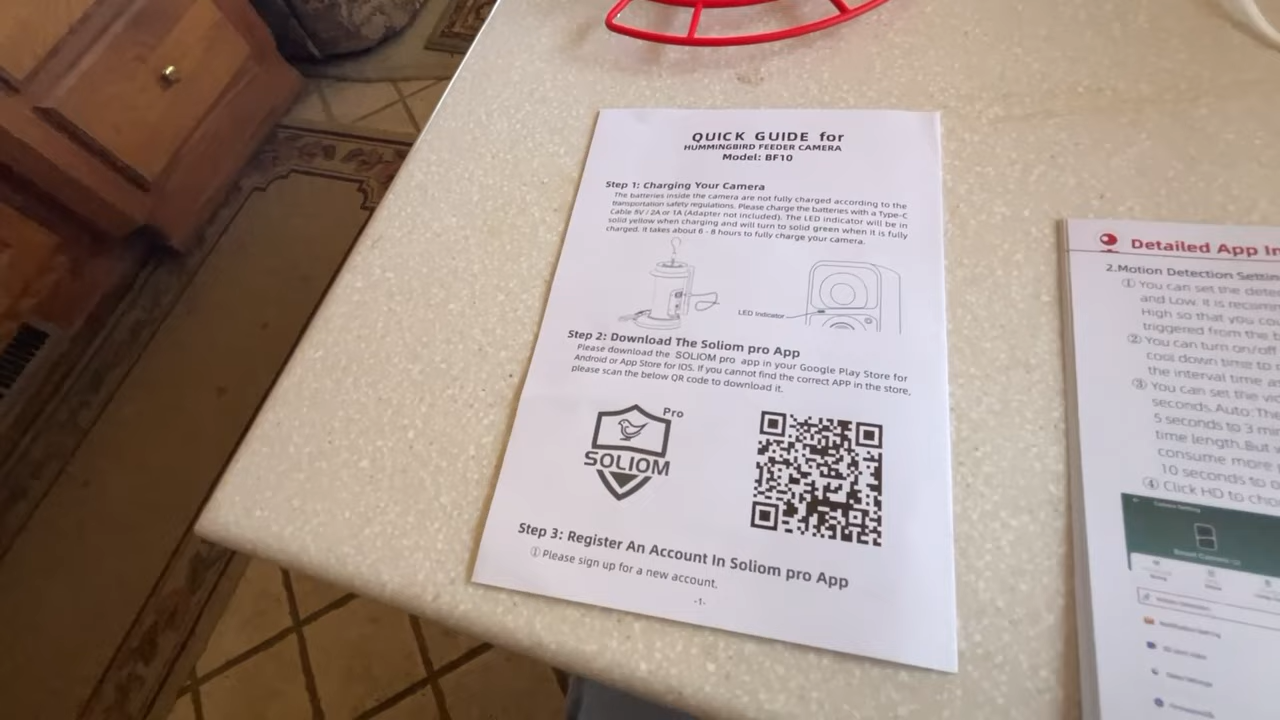 QUICK GUIDE for
HUMMINGBIRD FEEDER CAMERA
Model: BF10
Step 1: Charging Your Camera
The batteries inside the camera are not fully charged according to the
transportation safety regulations. Please charge the batteries with a Type-C
Cable 5V / 2A or 1A (Adapter not included). The LED indicator will be in
solid yellow when charging and will turn to solid green when it is fully
charged. It takes about 6 - 8 hours to fully charge your camera.
LED Indicator
Step 2: Download The Soliom pro App
Please download the SOLIOM pro app in your Google Play Store for
Android or App Store for IOS. If you cannot find the correct APP in the store,
please scan the below QR code to download it.
Pro
SOLIOM
Step 3: Register An Account In Soliom pro App
① Please sign up for a new account.
-1-
Detailed App
2.Motion Detection
① You can set the
and Low. It is
High so that you
triggered from the
② You can turn on/off
cool down time to
the interval time
③ You can set the
seconds. Auto:
5 seconds to 3
time length.But
consume more
10 seconds to
④ Click HD to